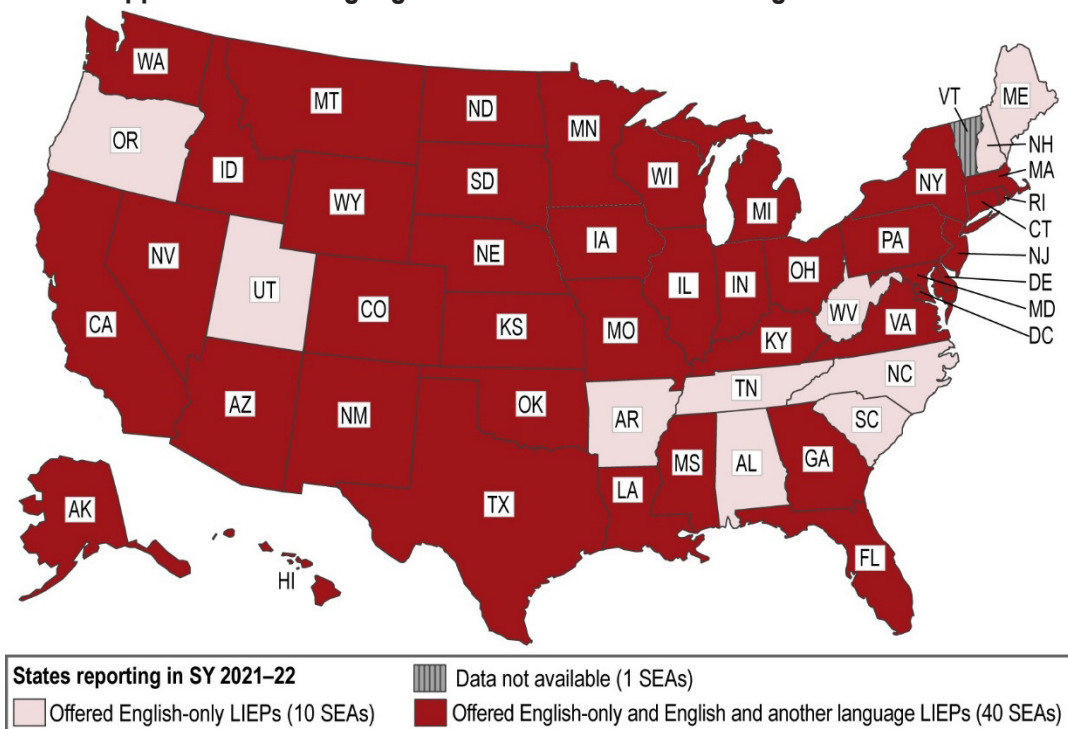 WA
MT
ND
MN
VT
ME
OR
ID
SD
WI
NY
NH
MA
WY
MI
RI
CT
NV
NE
IA
PA
NJ
UT
IL
IN
OH
DE
CA
CO
KS
MO
WV
VA
MD
KY
DC
AZ
NM
OK
AR
TN
NC
SC
MS
AL
GA
AK
TX
LA
FL
HI
States reporting in SY 2021–22
Data not available (1 SEAs)
Offered English-only LIEPs (10 SEAs)
Offered English-only and English and another language LIEPs (40 SEAs)